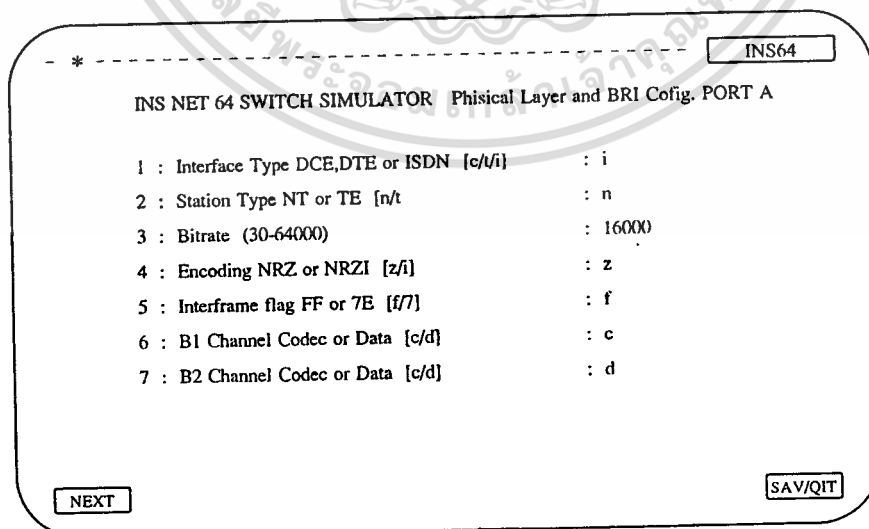 - * - - - - - - - - - - - - - - - - - - - - - - - - - - - - - - - - - - - - - - - - - - INS64
INS NET 64 SWITCH SIMULATOR Phisical Layer and BRI Cofig. PORT A
1 : Interface Type DCE,DTE or ISDN [c/t/i] : i
2 : Station Type NT or TE [n/t : n
3 : Bitrate (30-64000) : 16000
4 : Encoding NRZ or NRZI [z/i] : z
5 : Interframe flag FF or 7E [f/7] : f
6 : B1 Channel Codec or Data [c/d] : c
7 : B2 Channel Codec or Data [c/d] : d
NEXT
SAV/QIT